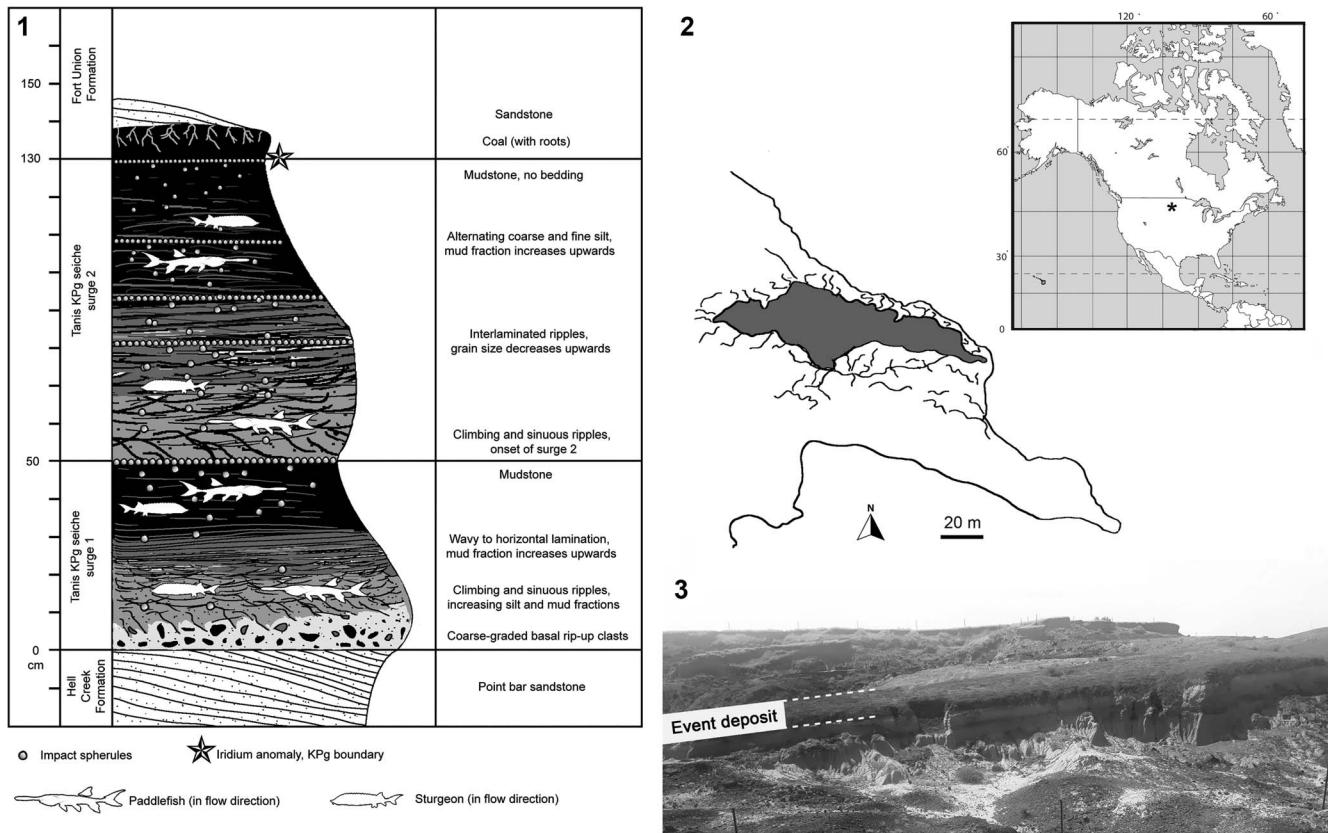 1
Fort Union
Formation
150
130
Tanis KPg seiche
surge 2
50
Tanis KPg seiche
surge 1
0
cm
Hell
Creek
Formation
Sandstone
Coal (with roots)
Mudstone, no bedding
Alternating coarse and fine silt,
mud fraction increases upwards
Interlaminated ripples,
grain size decreases upwards
Climbing and sinuous ripples,
onset of surge 2
Mudstone
Wavy to horizontal lamination,
mud fraction increases upwards
Climbing and sinuous ripples,
increasing silt and mud fractions
Coarse-graded basal rip-up clasts
Point bar sandstone
Impact spherules
Iridium anomaly, KPg boundary
Paddlefish (in flow direction)
Sturgeon (in flow direction)
2
120
60
60
30
0
*
N
20 m
3
Event deposit